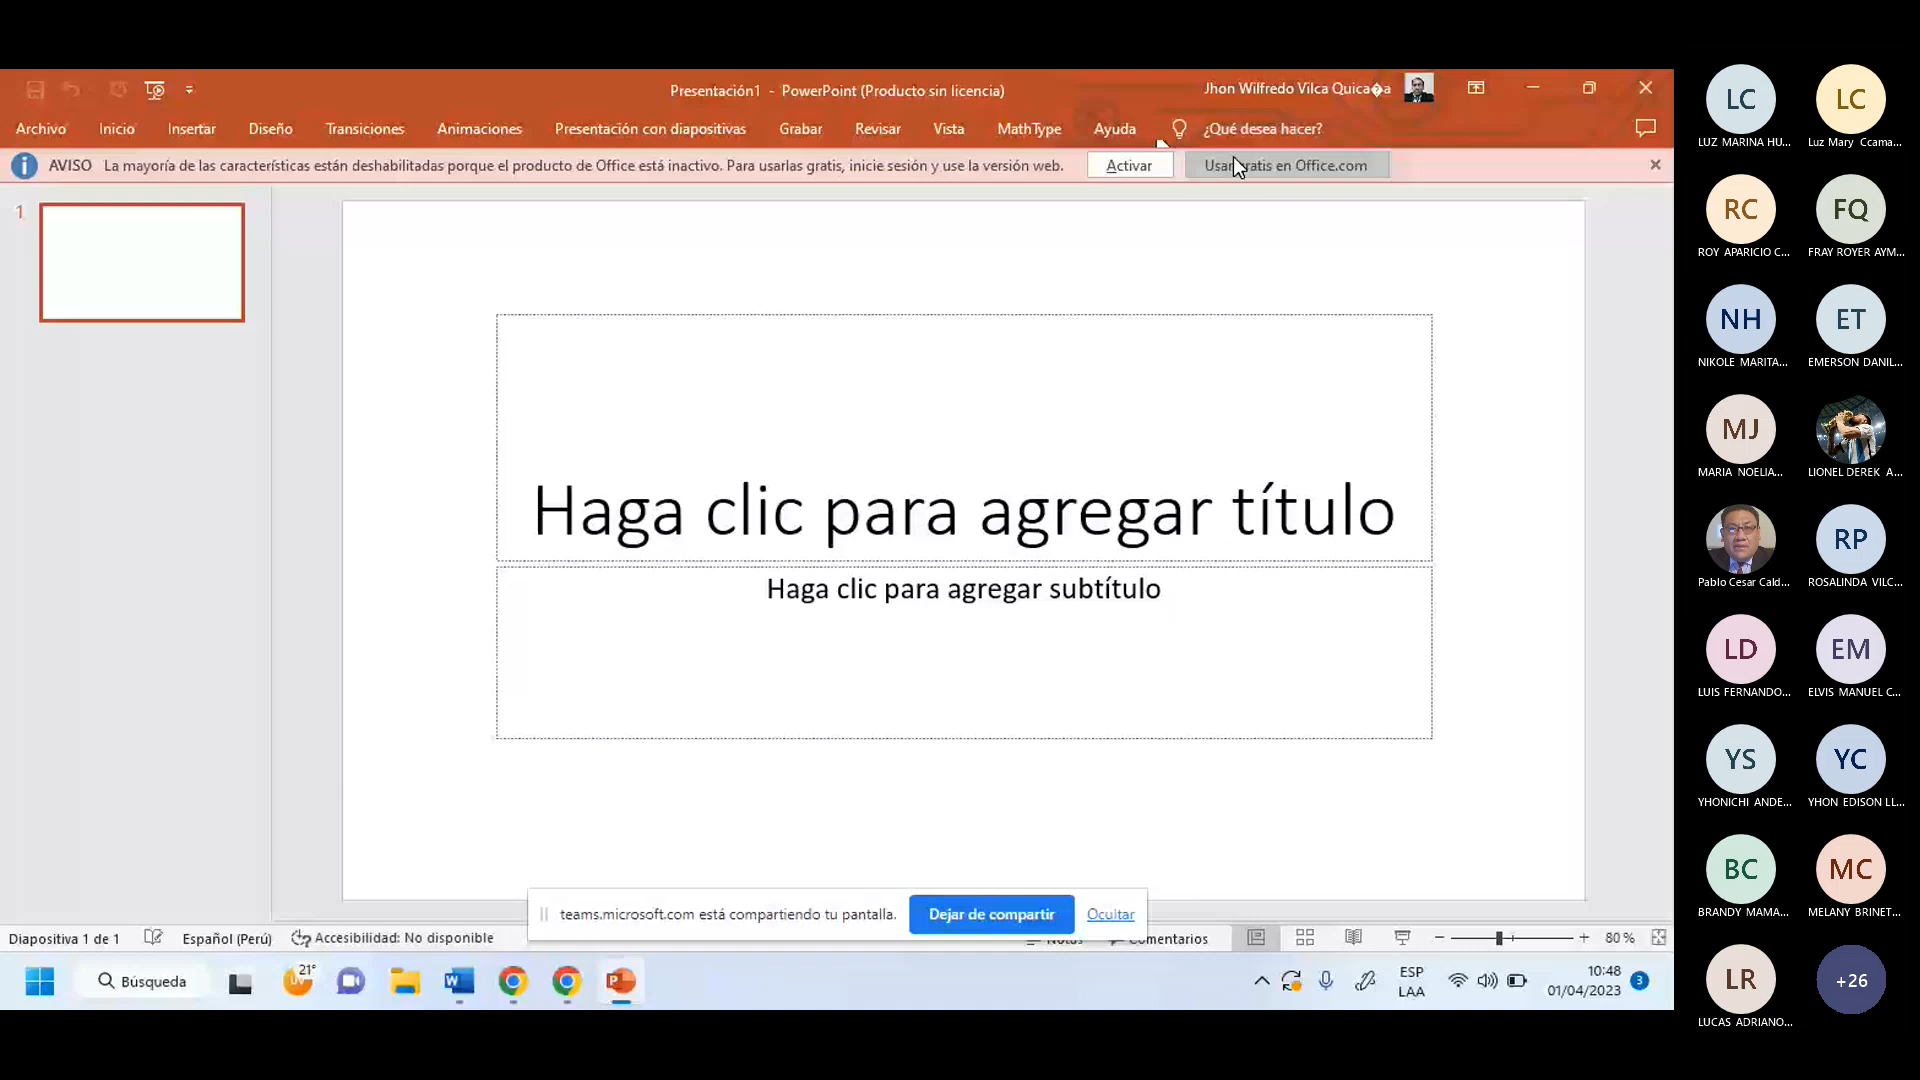 Presentación1 - PowerPoint (Producto sin licencia)
Jhon Wilfredo Vilca Quica�a
Archivo Inicio Insertar Diseño Transiciones Animaciones Presentación con diapositivas Grabar Revisar Vista MathType Ayuda ¿Qué desea hacer?
AVISO La mayoría de las características están deshabilitadas porque el producto de Office está inactivo. Para usarlas gratis, inicie sesión y use la versión web. Activar en Office.com
1
Haga clic para agregar título
Haga clic para agregar subtítulo
teams.microsoft.com está compartiendo tu pantalla. Dejar de compartir Ocultar
Diapositiva 1 de 1 Español (Perú) Accesibilidad: No disponible Notas Comentarios 80 %
21°
UV
Búsqueda
ESP
LAA
10:48
01/04/2023
3
LC LC
LUZ MARINA HU... Luz Mary Ccama...
RC FQ
ROY APARICIO C... FRAY ROYER AYM...
NH ET
NIKOLE MARITA... EMERSON DANIL...
MJ
MARIA NOELIA... LIONEL DEREK A...
RP
Pablo Cesar Cald... ROSALINDA VILC...
LD EM
LUIS FERNANDO... ELVIS MANUEL C...
YS YC
YHONICHI ANDE... YHON EDISON LL...
BC MC
BRANDY MAMA... MELANY BRINET...
LR +26
LUCAS ADRIANO...